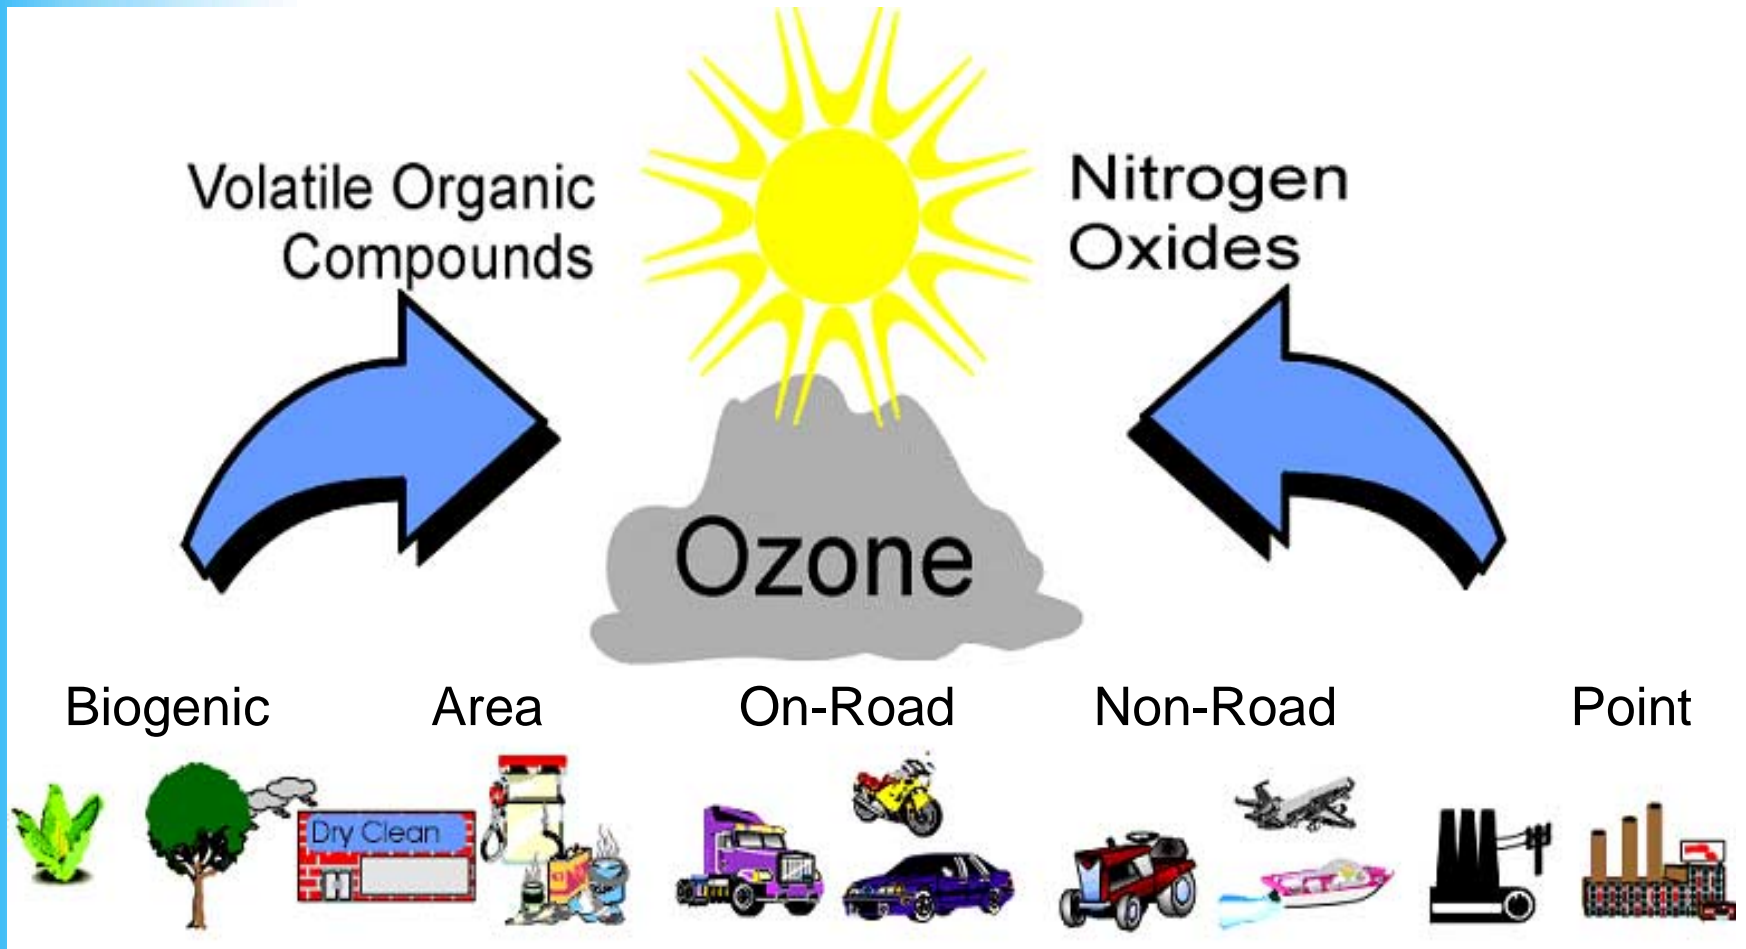 Volatile Organic
Compounds
Nitrogen
Oxides
Ozone
Biogenic
Area
On-Road
Non-Road
Point
Dry Clean